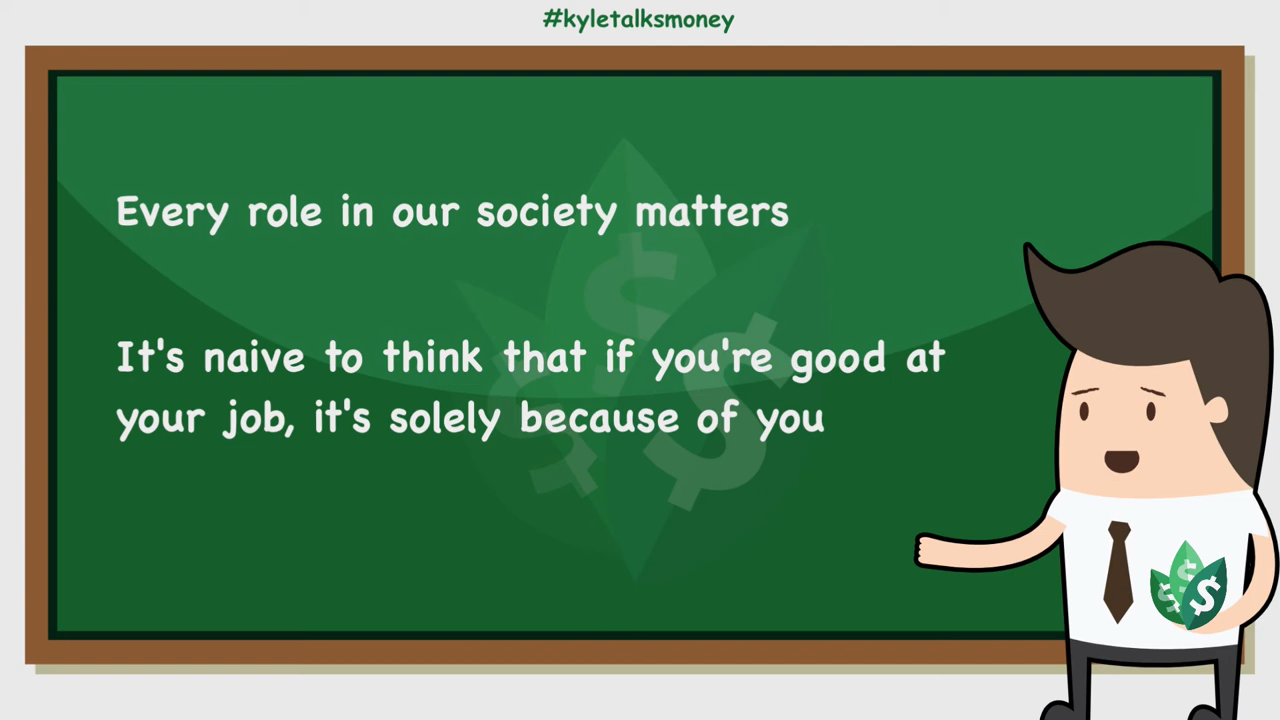 #kyletalksmoney
Every role in our society matters
It's naive to think that if you're good at
your job, it's solely because of you